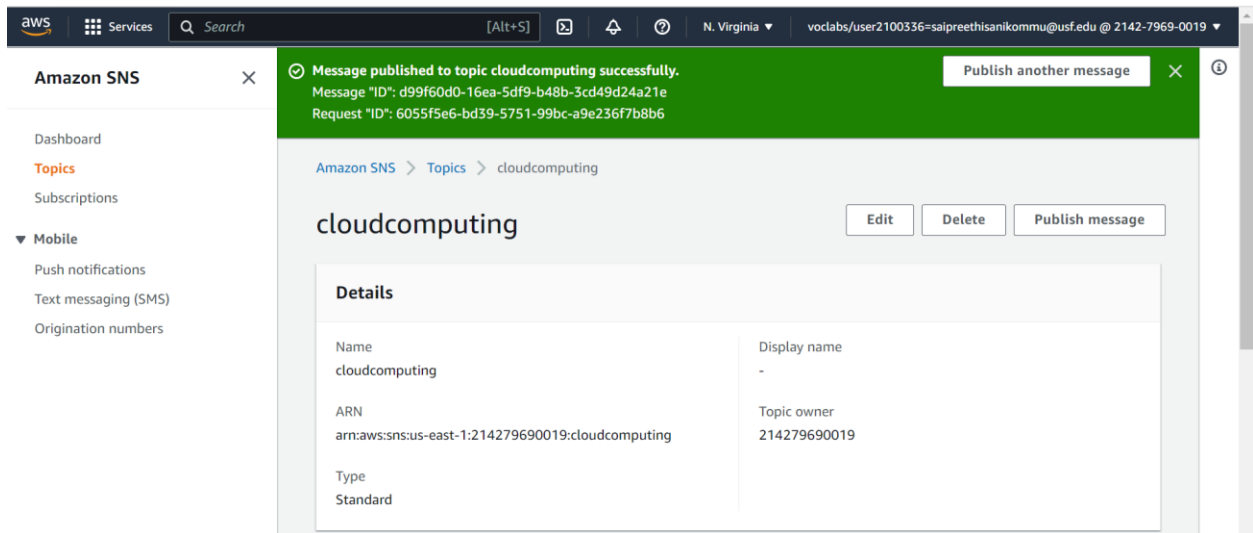 aws
Services
Search
[Alt+S]
N. Virginia ▼
voclabs/user2100336=saipreethisanikommu@usf.edu @ 2142-7969-0019 ▼
Amazon SNS
Dashboard
Topics
Subscriptions
▼ Mobile
Push notifications
Text messaging (SMS)
Origination numbers
Message published to topic cloudcomputing successfully.
Message "ID": d99f60d0-16ea-5df9-b48b-3cd49d24a21e
Request "ID": 6055f5e6-bd39-5751-99bc-a9e236f7b8b6
Publish another message
Amazon SNS > Topics > cloudcomputing
cloudcomputing
Edit
Delete
Publish message
Details
Name
cloudcomputing
ARN
arn:aws:sns:us-east-1:214279690019:cloudcomputing
Type
Standard
Display name
-
Topic owner
214279690019